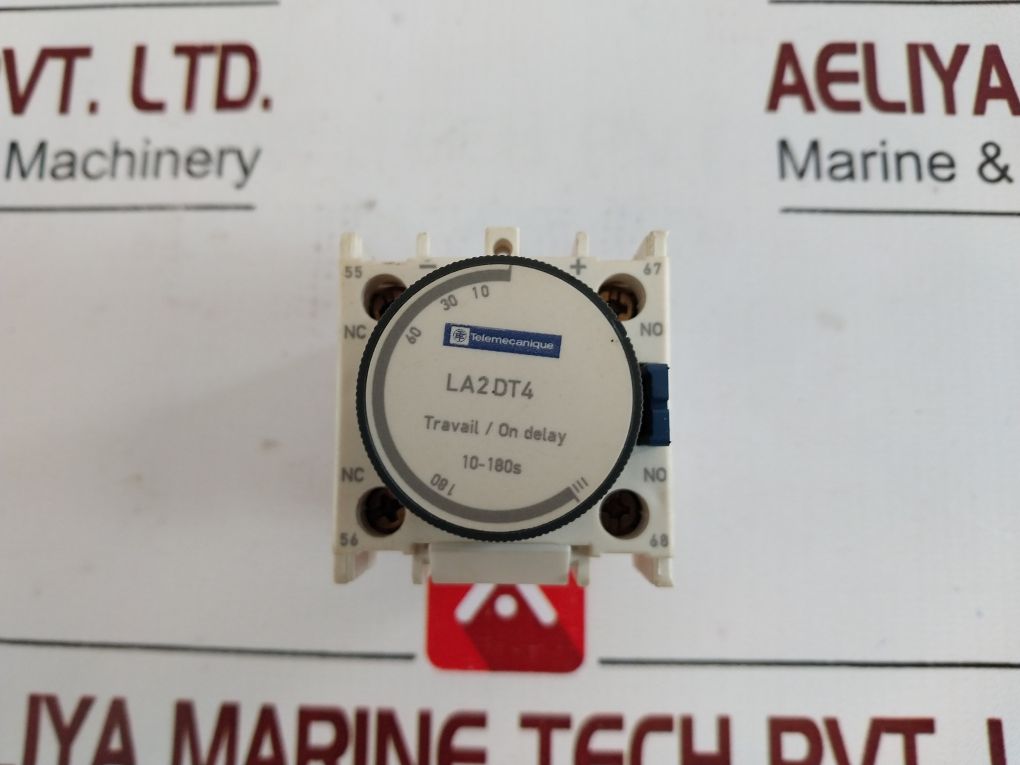 PVT. LTD.
AELIYA
Machinery
Marine &
55
−
+
67
10
30
60
NC
NO
Telemecanique
LA2DT4
Travail / On delay
10-180s
NC
180
NO
56
68
IYA MARINE TECH PVT. L